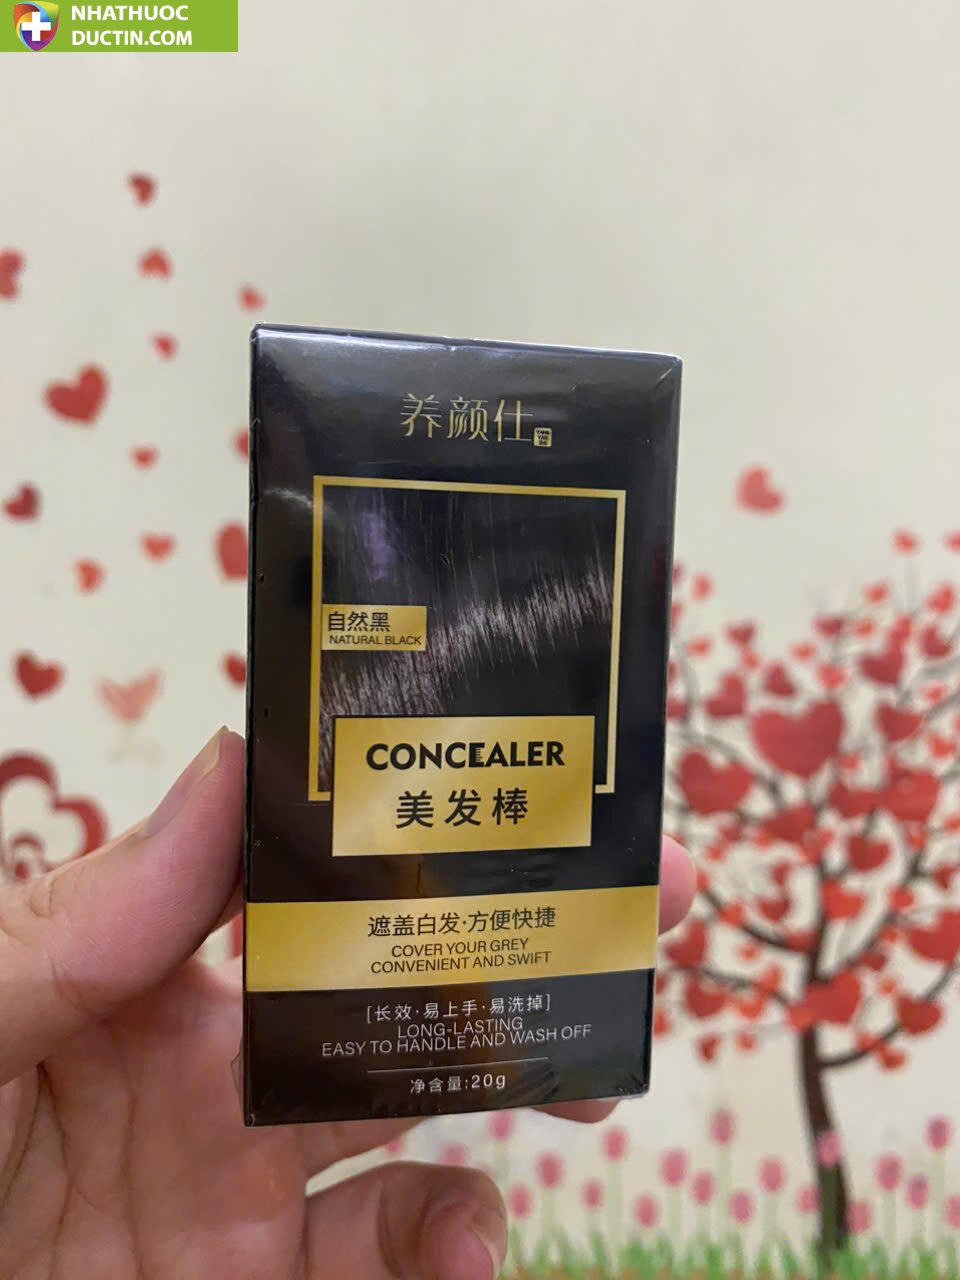 NHATHUOC
DUCTIN.COM
养颜仕
自然黑
NATURAL BLACK
CONCEALER
美发棒
遮盖白发·方便快捷
COVER YOUR GREY
CONVENIENT AND SWIFT
[长效·易上手·易洗掉]
LONG-LASTING
EASY TO HANDLE AND WASH OFF
净含量:20g